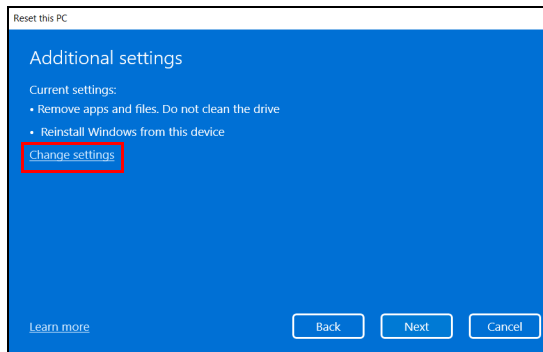 Reset this PC
Additional settings
Current settings:
• Remove apps and files. Do not clean the drive
• Reinstall Windows from this device
Change settings
Learn more
Back
Next
Cancel